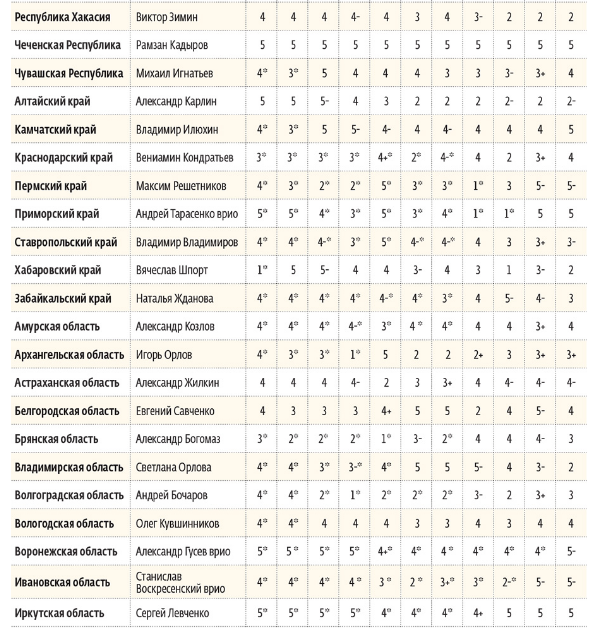 Республика Хакасия Виктор Зимин 4 4 4 4- 4 3 4 3- 2 2 2
Чеченская Республика Рамзан Кадыров 5 5 5 5 5 5 5 5 5 5 5
Чувашская Республика Михаил Игнатьев 4* 3* 5 4 4 4 3 3 3- 3+ 4
Алтайский край Александр Карлин 5 5 5- 4 3 2 2 2 2- 2 2-
Камчатский край Владимир Илюхин 4* 3* 5 5- 4- 4 4- 4 4 4 5
Краснодарский край Вениамин Кондратьев 3* 3* 3* 3* 4+* 2* 4-* 4 2 3+ 4
Пермский край Максим Решетников 4* 3* 2* 2* 5* 3* 3* 1* 3 5- 5-
Приморский край Андрей Тарасенко врио 5* 5* 4* 3* 5* 3* 4* 1* 1* 5 5
Ставропольский край Владимир Владимиров 4* 4* 4-* 3* 5* 4-* 4-* 4 3 3+ 3-
Хабаровский край Вячеслав Шпорт 1* 5 5- 4 4 3- 4 3 1 3- 2
Забайкальский край Наталья Жданова 4* 4* 4* 4* 4-* 4* 3* 4 5- 4- 3
Амурская область Александр Козлов 4* 4* 4* 4-* 3* 4 * 4* 4 4 3+ 4
Архангельская область Игорь Орлов 4* 3* 3* 1* 5 2 2 2+ 3 3+ 3+
Астраханская область Александр Жилкин 4 4 4 4- 2 3 3+ 4 4- 4- 4-
Белгородская область Евгений Савченко 4 3 3 3 4+ 5 5 2 4 5- 4
Брянская область Александр Богомаз 3* 2* 2* 2* 1* 3- 2* 4 4 4- 3
Владимирская область Светлана Орлова 4* 4* 3* 3-* 4* 5 5 5- 4 3- 2
Волгоградская область Андрей Бочаров 4* 4* 2* 1* 2* 2* 2* 3- 2 3+ 3
Вологодская область Олег Кувшинников 4* 4* 4 4 4 3 3 4 3 4 4
Воронежская область Александр Гусев врио 5* 5 * 5* 5* 4+* 4* 4 * 4* 4* 4* 5-
Ивановская область Станислав
Воскресенский врио 4* 4* 4* 4 * 3 * 2 * 3+* 3* 2-* 5- 5-
Иркутская область Сергей Левченко 5* 5* 5* 5* 4* 4* 4* 4+ 5 5 5